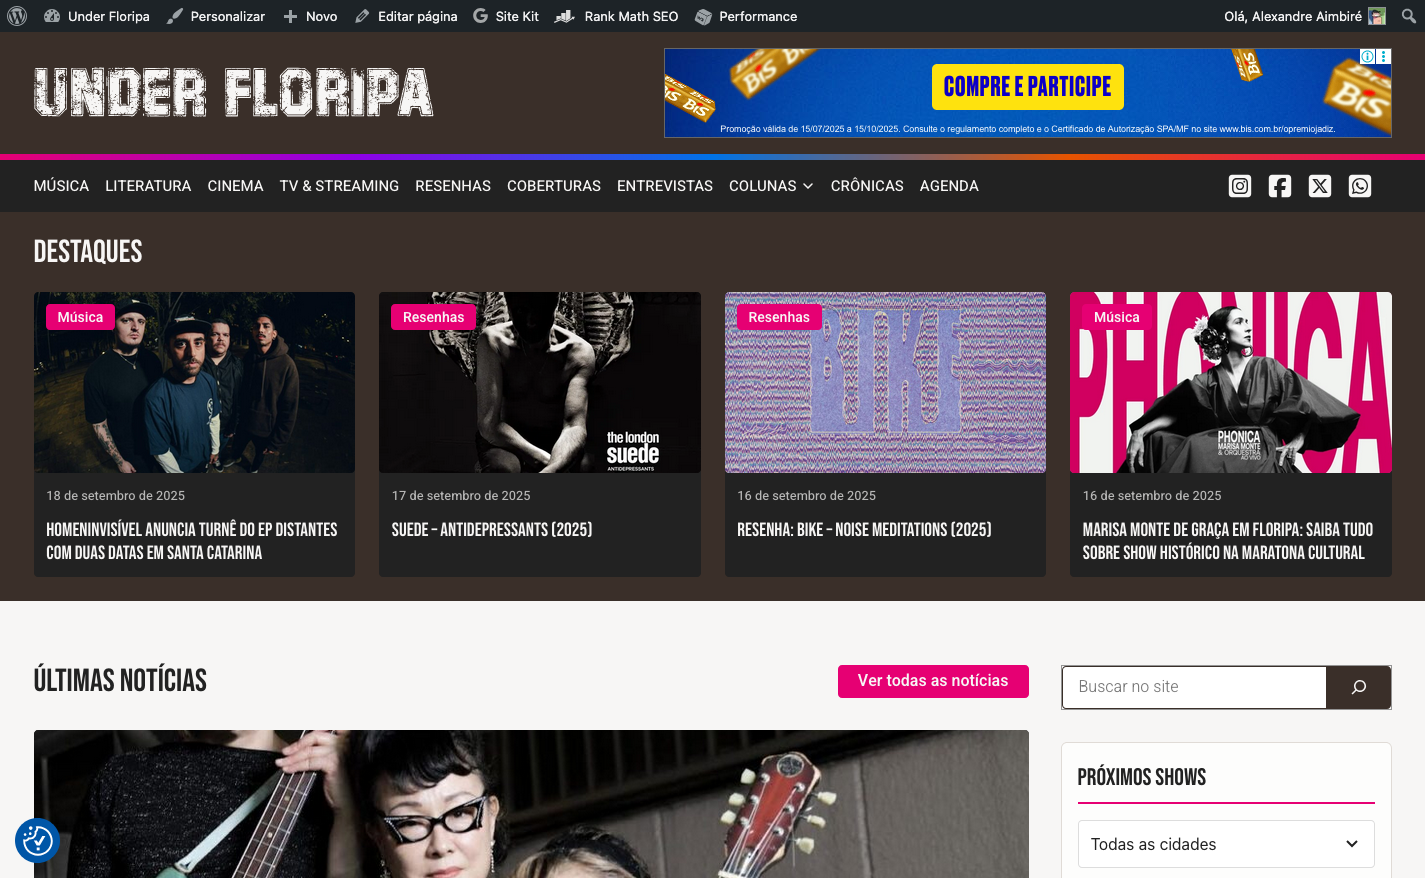 Under Floripa
Personalizar
Novo
Editar página
Site Kit
Rank Math SEO
Performance
Olá, Alexandre Aimbiré
UNDER FLORIPA
BIS
BIS
BIS
BIS
BIS
COMPRE E PARTICIPE
Promoção válida de 15/07/2025 a 15/10/2025. Consulte o regulamento completo e o Certificado de Autorização SPA/MF no site www.bis.com.br/opremiojadiz.
MÚSICA LITERATURA CINEMA TV & STREAMING RESENHAS COBERTURAS ENTREVISTAS COLUNAS CRÔNICAS AGENDA
DESTAQUES
Música
18 de setembro de 2025
HOMENINVISÍVEL ANUNCIA TURNÊ DO EP DISTANTES
COM DUAS DATAS EM SANTA CATARINA
Resenhas
the london
suede
ANTIDEPRESSANTS
17 de setembro de 2025
SUEDE – ANTIDEPRESSANTS (2025)
Resenhas
BIKE
16 de setembro de 2025
RESENHA: BIKE – NOISE MEDITATIONS (2025)
Música
PHONICA
PHONICA
MARISA MONTE
& ORQUESTRA
AO VIVO
16 de setembro de 2025
MARISA MONTE DE GRAÇA EM FLORIPA: SAIBA TUDO
SOBRE SHOW HISTÓRICO NA MARATONA CULTURAL
ÚLTIMAS NOTÍCIAS
Ver todas as notícias
Buscar no site
PRÓXIMOS SHOWS
Todas as cidades